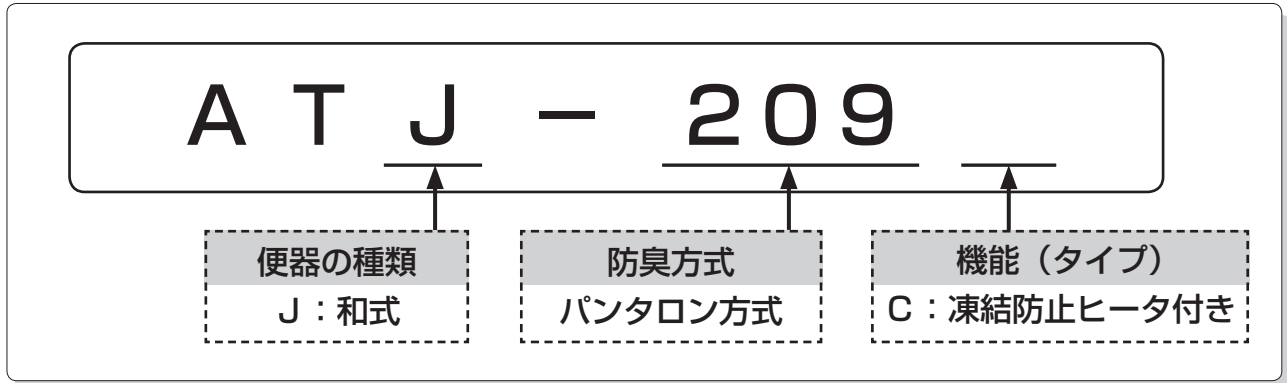 ATJ－209
便器の種類
J：和式
防臭方式
パンタロン方式
機能（タイプ）
C：凍結防止ヒータ付き